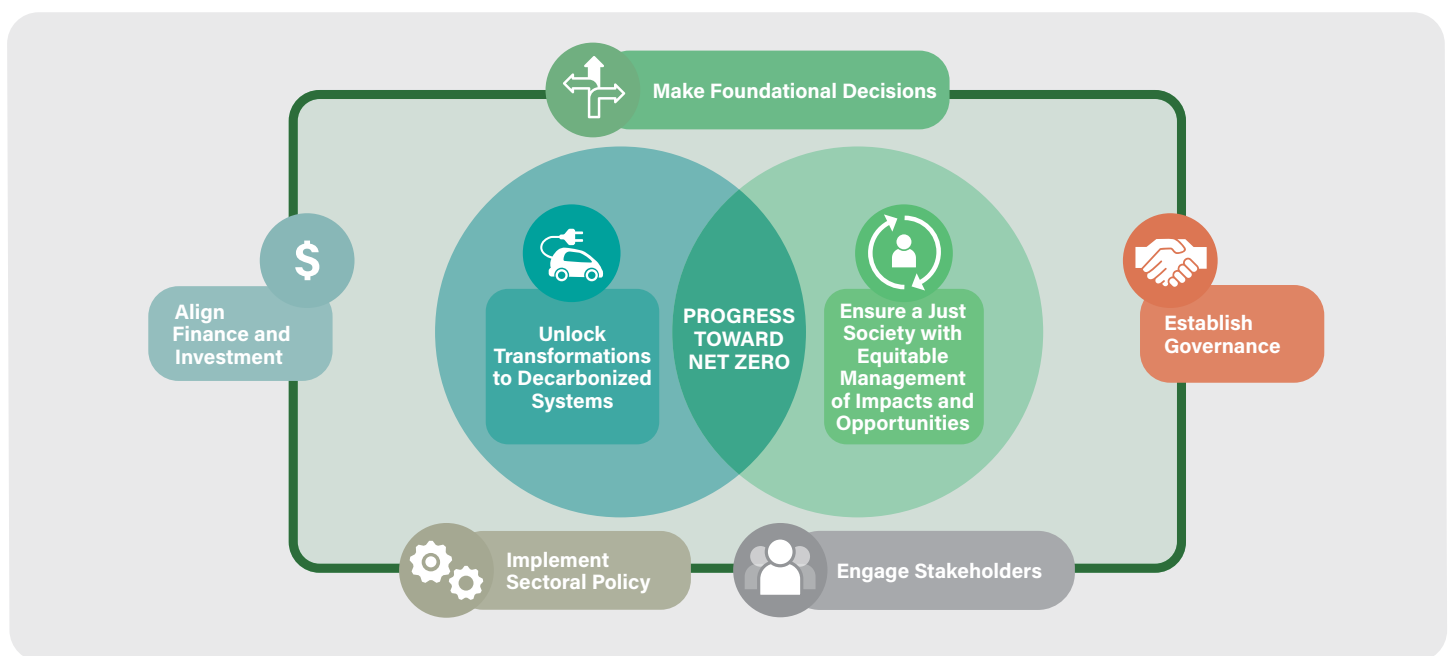 Make Foundational Decisions
$
Align
Finance and
Investment
Unlock
Transformations
to Decarbonized
Systems
PROGRESS
TOWARD
NET ZERO
Ensure a Just
Society with
Equitable
Management
of Impacts and
Opportunities
Establish
Governance
Implement
Sectoral Policy
Engage Stakeholders